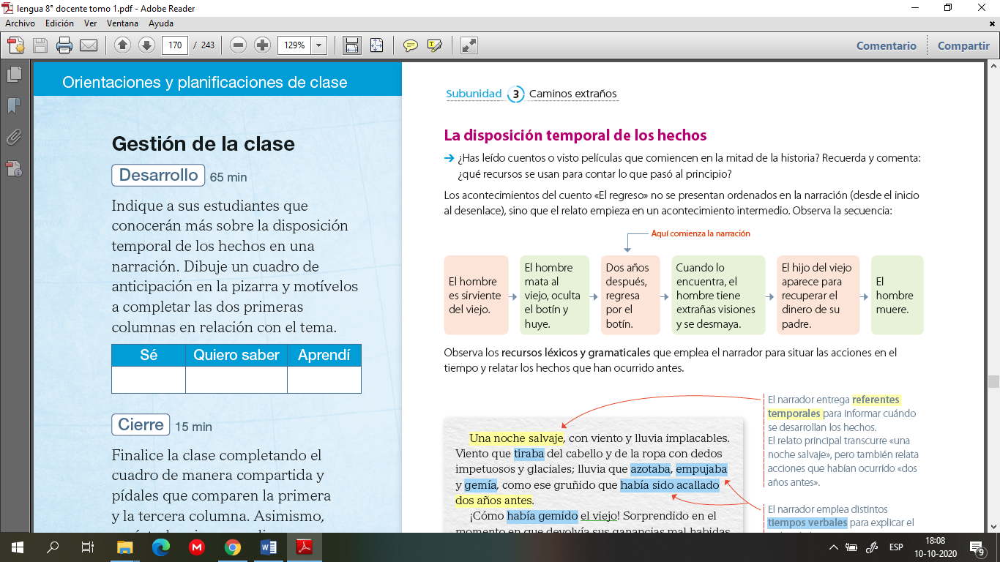 lengua 8° docente tomo 1.pdf - Adobe Reader
Archivo Edición Ver Ventana Ayuda
170 / 243 129% Comentario Compartir
Orientaciones y planificaciones de clase
Gestión de la clase
Desarrollo 65 min
Indique a sus estudiantes que
conocerán más sobre la disposición
temporal de los hechos en una
narración. Dibuje un cuadro de
anticipación en la pizarra y motívelos
a completar las dos primeras
columnas en relación con el tema.
Sé Quiero saber Aprendí
Cierre 15 min
Finalice la clase completando el
cuadro de manera compartida y
pídales que comparen la primera
y la tercera columna. Asimismo,
Subunidad 3 Caminos extraños
La disposición temporal de los hechos
¿Has leído cuentos o visto películas que comiencen en la mitad de la historia? Recuerda y comenta:
¿qué recursos se usan para contar lo que pasó al principio?
Los acontecimientos del cuento «El regreso» no se presentan ordenados en la narración (desde el inicio
al desenlace), sino que el relato empieza en un acontecimiento intermedio. Observa la secuencia:
Aquí comienza la narración
El hombre
es sirviente
del viejo.
El hombre
mata al
viejo, oculta
el botín y
huye.
Dos años
después,
regresa
por el
botín.
Cuando lo
encuentra, el
hombre tiene
extrañas visiones
y se desmaya.
El hijo del viejo
aparece para
recuperar el
dinero de su
padre.
El
hombre
muere.
Observa los recursos léxicos y gramaticales que emplea el narrador para situar las acciones en el
tiempo y relatar los hechos que han ocurrido antes.
Una noche salvaje, con viento y lluvia implacables.
Viento que tiraba del cabello y de la ropa con dedos
impetuosos y glaciales; lluvia que azotaba, empujaba
y gemía, como ese gruñido que había sido acallado
dos años antes.
¡Cómo había gemido el viejo! Sorprendido en el
momento en que devolvía sus ganancias mal habidas
El narrador entrega referentes
temporales para informar cuándo
se desarrollan los hechos.
El relato principal transcurre «una
noche salvaje», pero también relata
acciones que habían ocurrido «dos
años antes».
El narrador emplea distintos
tiempos verbales para explicar el
ESP
18:08
10-10-2020
9